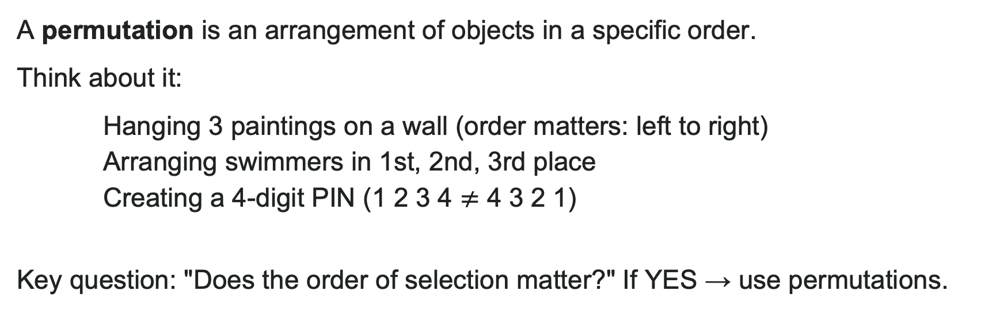 A permutation is an arrangement of objects in a specific order.
Think about it:
Hanging 3 paintings on a wall (order matters: left to right)
Arranging swimmers in 1st, 2nd, 3rd place
Creating a 4-digit PIN (1 2 3 4 ≠ 4 3 2 1)
Key question: "Does the order of selection matter?" If YES → use permutations.